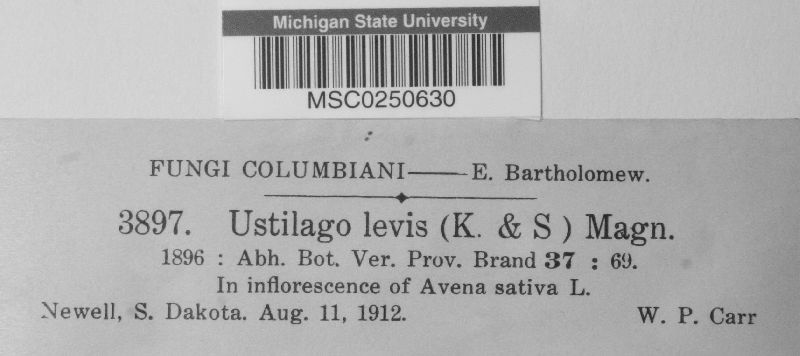 Michigan State University
MSC0250630
FUNGI COLUMBIANI—E. Bartholomew.
3897. Ustilago levis (K. & S ) Magn.
1896 : Abh. Bot. Ver. Prov. Brand 37 : 69.
In inflorescence of Avena sativa L.
Newell, S. Dakota. Aug. 11, 1912. W. P. Carr